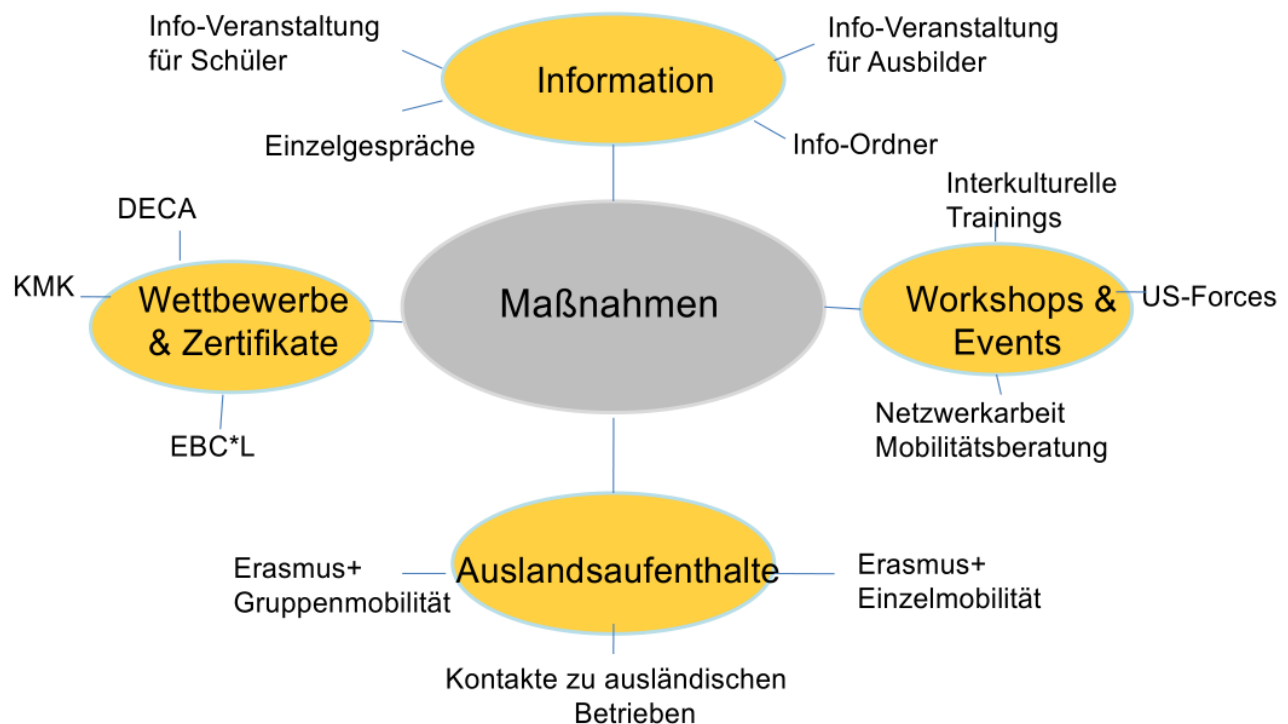 Info-Veranstaltung
für Schüler
Info-Veranstaltung
für Ausbilder
Information
Einzelgespräche
Info-Ordner
Interkulturelle
Trainings
DECA
KMK
Wettbewerbe
& Zertifikate
Maßnahmen
Workshops &
Events
US-Forces
EBC*L
Netzwerkarbeit
Mobilitätsberatung
Erasmus+
Gruppenmobilität
Auslandsaufenthalte
Erasmus+
Einzelmobilität
Kontakte zu ausländischen
Betrieben